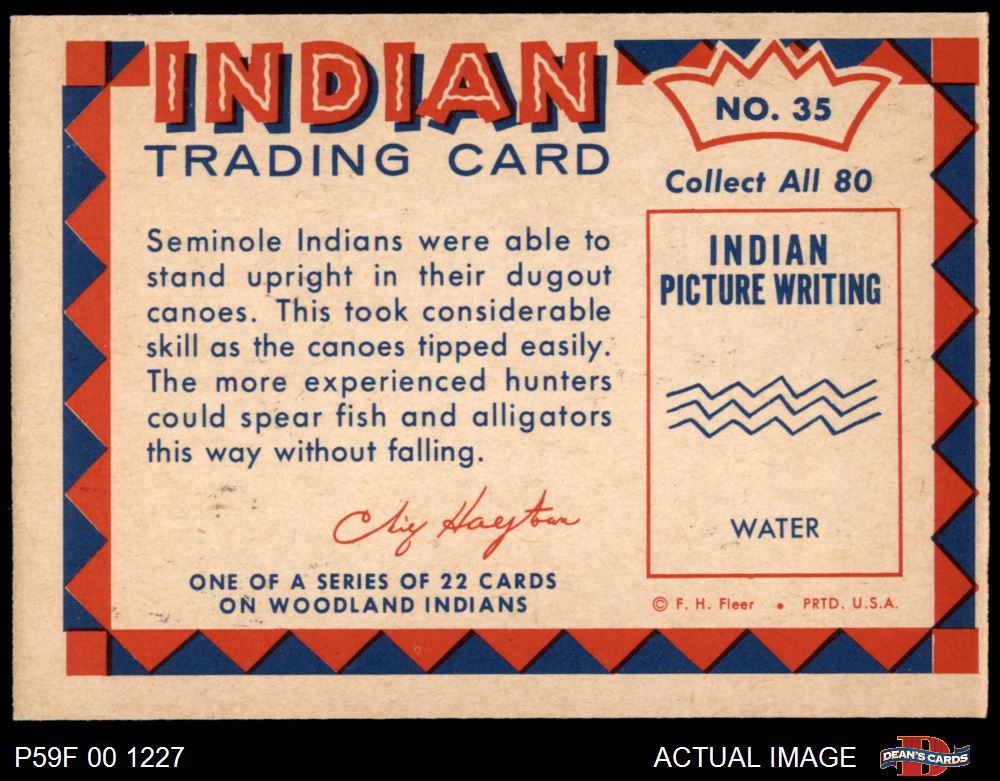 INDIAN
TRADING CARD
NO. 35
Collect All 80
Seminole Indians were able to
stand upright in their dugout
canoes. This took considerable
skill as the canoes tipped easily.
The more experienced hunters
could spear fish and alligators
this way without falling.
ONE OF A SERIES OF 22 CARDS
ON WOODLAND INDIANS
INDIAN
PICTURE WRITING
WATER
© F. H. Fleer • PRTD. U.S.A.
P59F 00 1227
ACTUAL IMAGE
DEAN'S CARDS